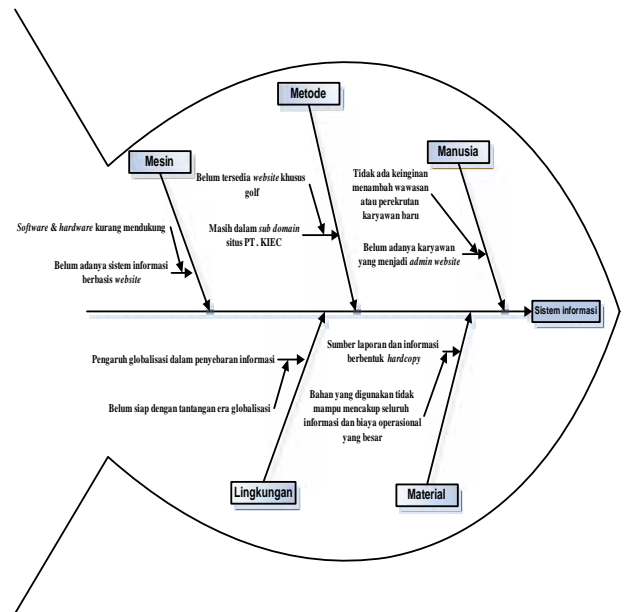 Metode
Mesin
Manusia
Belum tersedia website khusus
golf
Tidak ada keinginan
menambah wawasan
atau perekrutan
karyawan baru
Software & hardware kurang mendukung
Masih dalam sub domain
situs PT . KIEC
Belum adanya karyawan
yang menjadi admin website
Belum adanya sistem informasi
berbasis website
Sistem informasi
Pengaruh globalisasi dalam penyebaran informasi
Sumber laporan dan informasi
berbentuk hardcopy
Belum siap dengan tantangan era globalisasi
Bahan yang digunakan tidak
mampu mencakup seluruh
informasi dan biaya operasional
yang besar
Lingkungan
Material